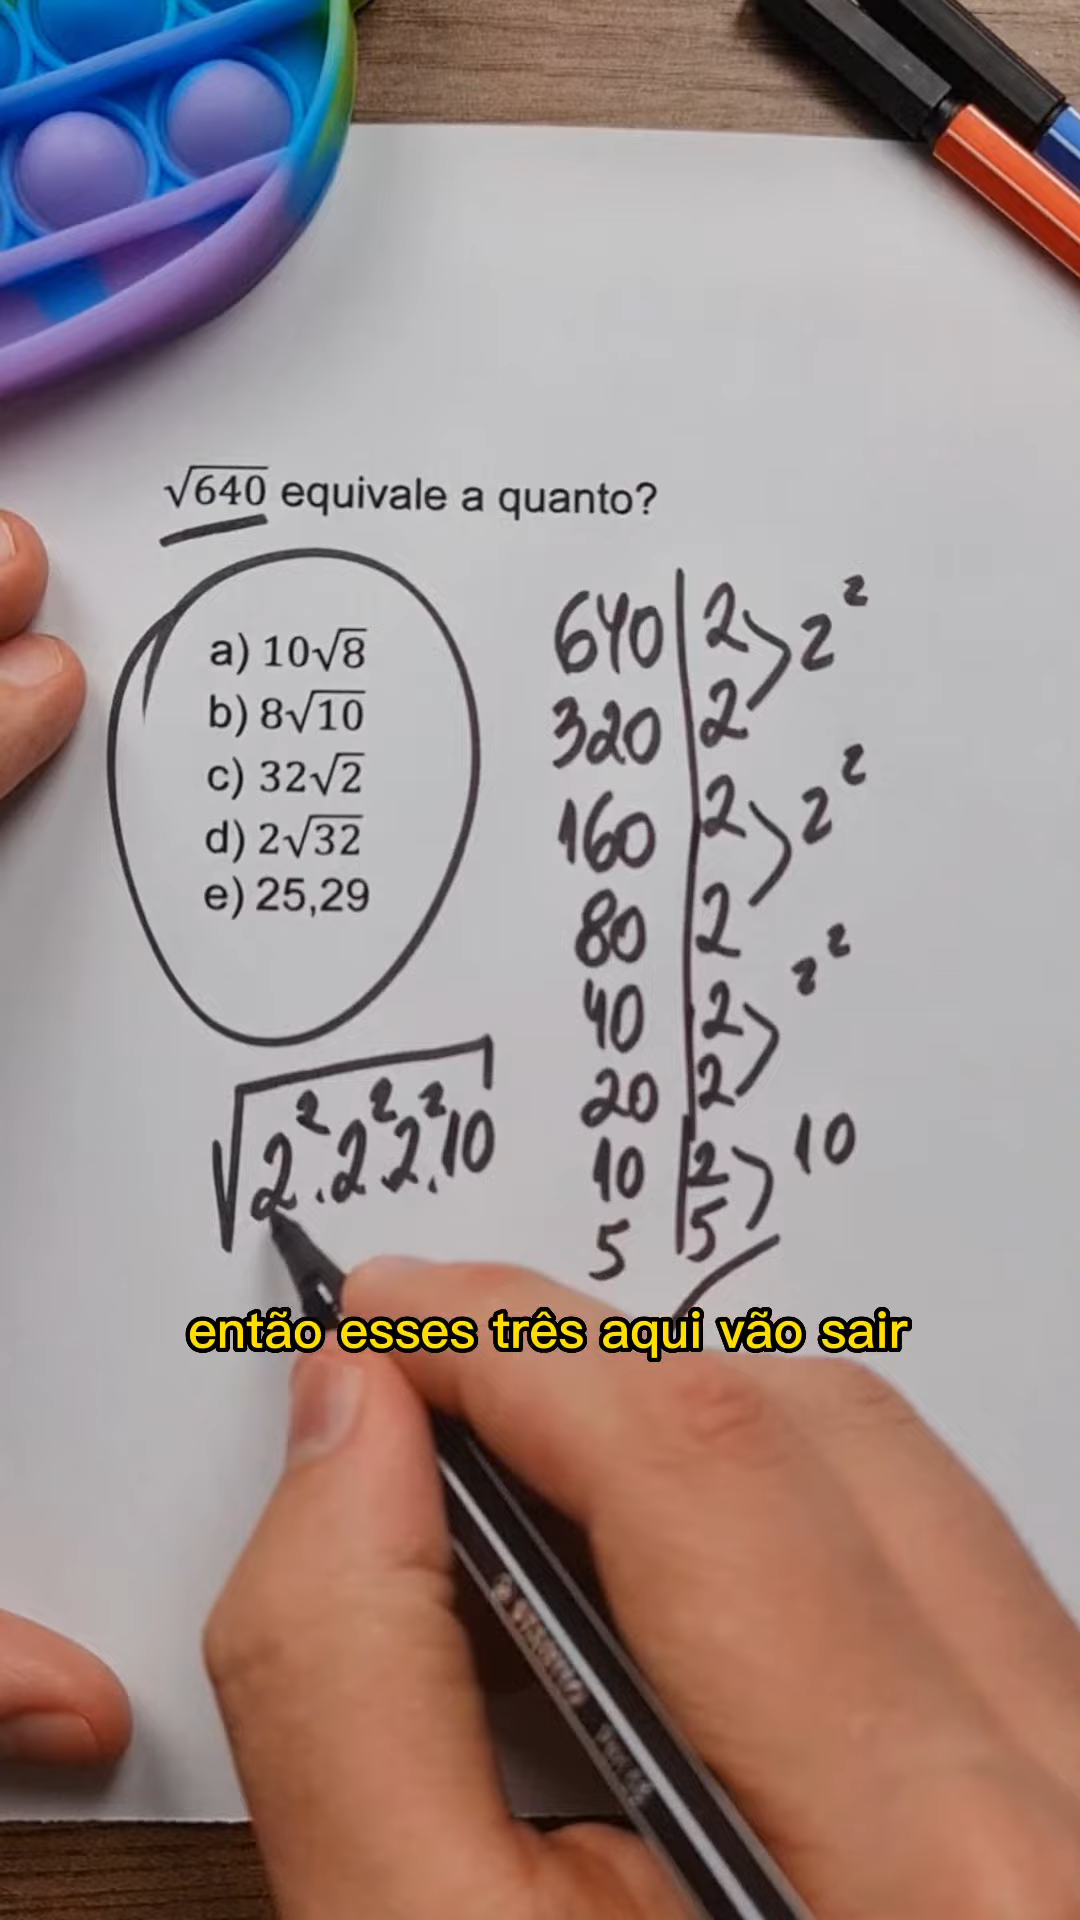 √640 equivale a quanto?
a) 10√8
b) 8√10
c) 32√2
d) 2√32
e) 25,29
640 | 2 > 2²
320 | 2
160 | 2 > 2²
80 | 2
40 | 2 > 2²
20 | 2
10 | 2 > 10
5 | 5
√2².2².2².10
então esses três aqui vão sair